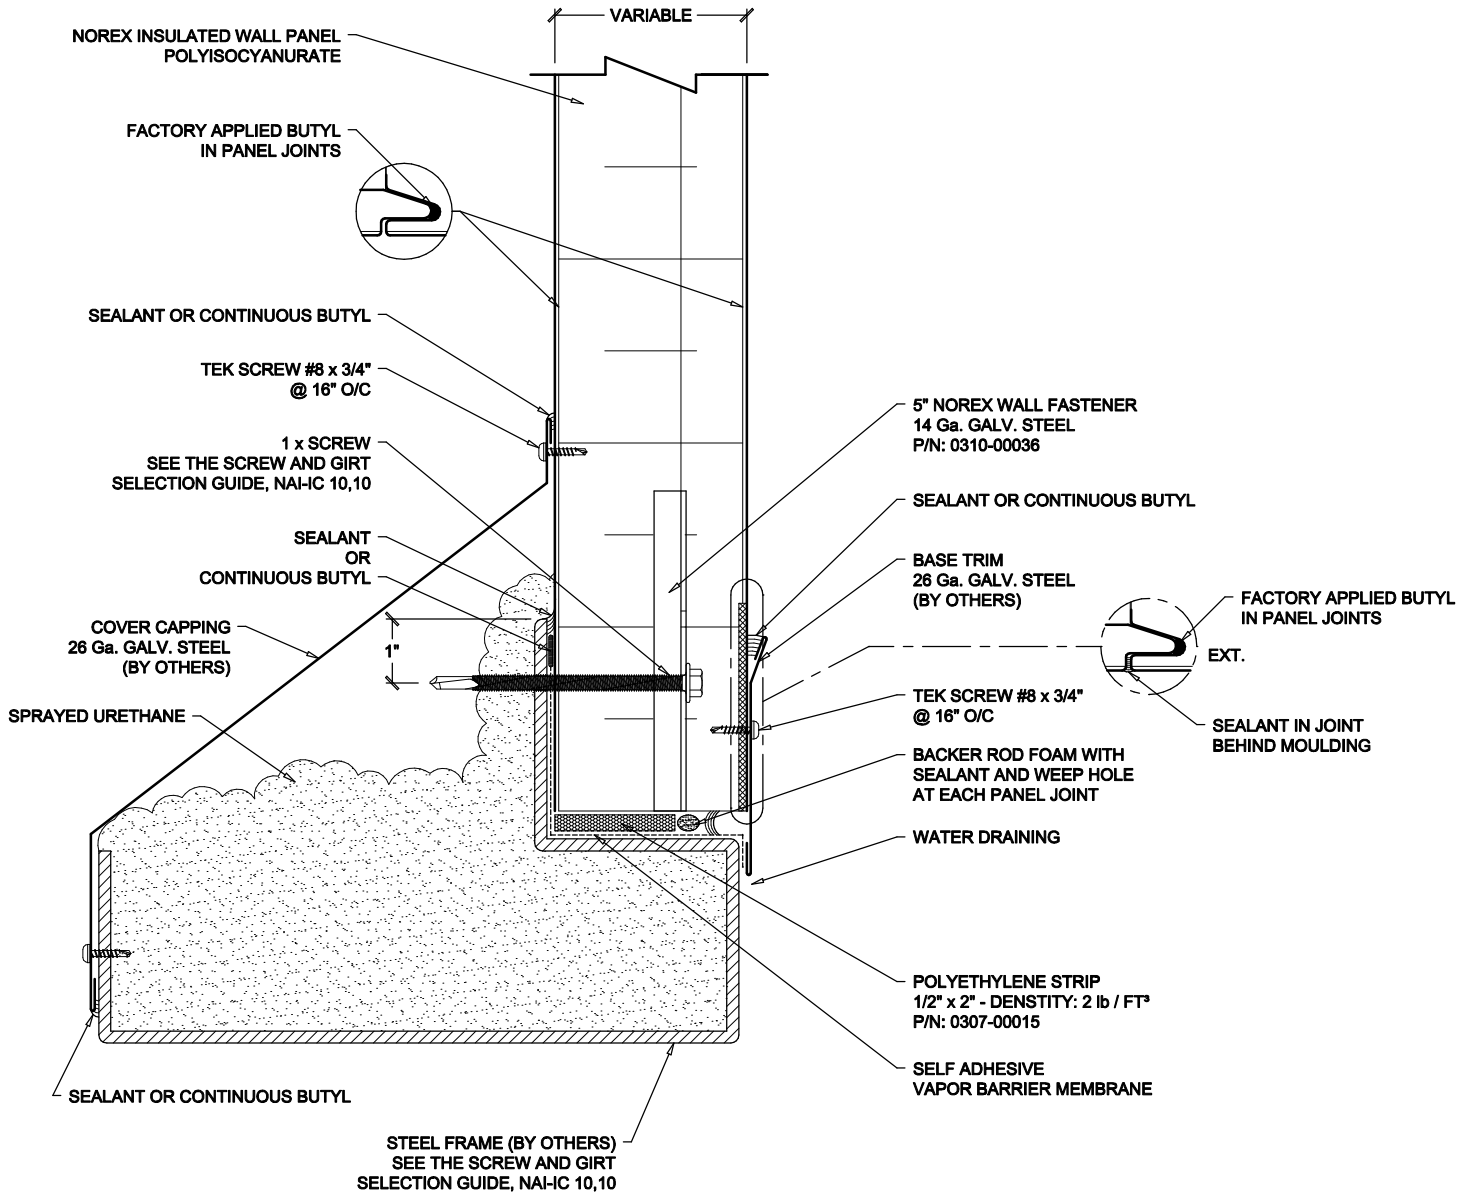 VARIABLE
NOREX INSULATED WALL PANEL
POLYISOCYANURATE
FACTORY APPLIED BUTYL
IN PANEL JOINTS
SEALANT OR CONTINUOUS BUTYL
TEK SCREW #8 x 3/4"
@ 16" O/C
1 x SCREW
SEE THE SCREW AND GIRT
SELECTION GUIDE, NAI-IC 10,10
SEALANT
OR
CONTINUOUS BUTYL
1"
COVER CAPPING
26 Ga. GALV. STEEL
(BY OTHERS)
SPRAYED URETHANE
SEALANT OR CONTINUOUS BUTYL
STEEL FRAME (BY OTHERS)
SEE THE SCREW AND GIRT
SELECTION GUIDE, NAI-IC 10,10
5" NOREX WALL FASTENER
14 Ga. GALV. STEEL
P/N: 0310-00036
SEALANT OR CONTINUOUS BUTYL
BASE TRIM
26 Ga. GALV. STEEL
(BY OTHERS)
FACTORY APPLIED BUTYL
IN PANEL JOINTS
EXT.
SEALANT IN JOINT
BEHIND MOULDING
TEK SCREW #8 x 3/4"
@ 16" O/C
BACKER ROD FOAM WITH
SEALANT AND WEEP HOLE
AT EACH PANEL JOINT
WATER DRAINING
POLYETHYLENE STRIP
1/2" x 2" - DENSTITY: 2 lb / FT³
P/N: 0307-00015
SELF ADHESIVE
VAPOR BARRIER MEMBRANE